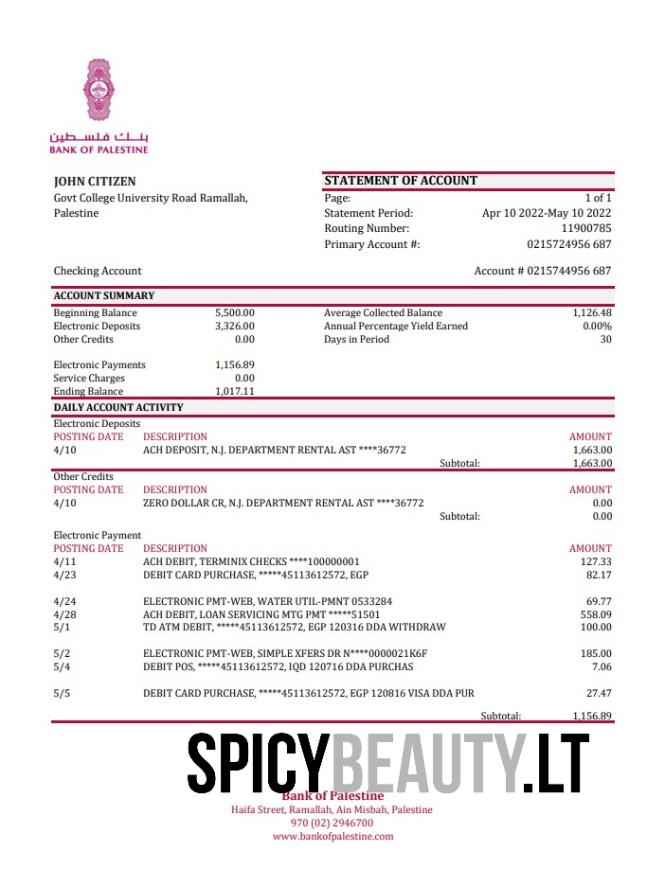 بنك فلسطين
BANK OF PALESTINE
JOHN CITIZEN
Govt College University Road Ramallah,
Palestine
STATEMENT OF ACCOUNT
Page: 1 of 1
Statement Period: Apr 10 2022-May 10 2022
Routing Number: 11900785
Primary Account #: 0215724956 687
Checking Account Account # 0215744956 687
ACCOUNT SUMMARY
Beginning Balance 5,500.00 Average Collected Balance 1,126.48
Electronic Deposits 3,326.00 Annual Percentage Yield Earned 0.00%
Other Credits 0.00 Days in Period 30
Electronic Payments 1,156.89
Service Charges 0.00
Ending Balance 1,017.11
DAILY ACCOUNT ACTIVITY
Electronic Deposits
POSTING DATE DESCRIPTION AMOUNT
4/10 ACH DEPOSIT, N.J. DEPARTMENT RENTAL AST ****36772 1,663.00
Subtotal: 1,663.00
Other Credits
POSTING DATE DESCRIPTION AMOUNT
4/10 ZERO DOLLAR CR, N.J. DEPARTMENT RENTAL AST ****36772 0.00
Subtotal: 0.00
Electronic Payment
POSTING DATE DESCRIPTION AMOUNT
4/11 ACH DEBIT, TERMINIX CHECKS ****100000001 127.33
4/23 DEBIT CARD PURCHASE, *****45113612572, EGP 82.17
4/24 ELECTRONIC PMT-WEB, WATER UTIL-PMNT 0533284 69.77
4/28 ACH DEBIT, LOAN SERVICING MTG PMT *****51501 558.09
5/1 TD ATM DEBIT, *****45113612572, EGP 120316 DDA WITHDRAW 100.00
5/2 ELECTRONIC PMT-WEB, SIMPLE XFERS DR N****0000021K6F 185.00
5/4 DEBIT POS, *****45113612572, IQD 120716 DDA PURCHAS 7.06
5/5 DEBIT CARD PURCHASE, *****45113612572, EGP 120816 VISA DDA PUR 27.47
Subtotal: 1,156.89
SPICYBEAUTY.LT
Bank of Palestine
Haifa Street, Ramallah, Ain Misbah, Palestine
970 (02) 2946700
www.bankofpalestine.com